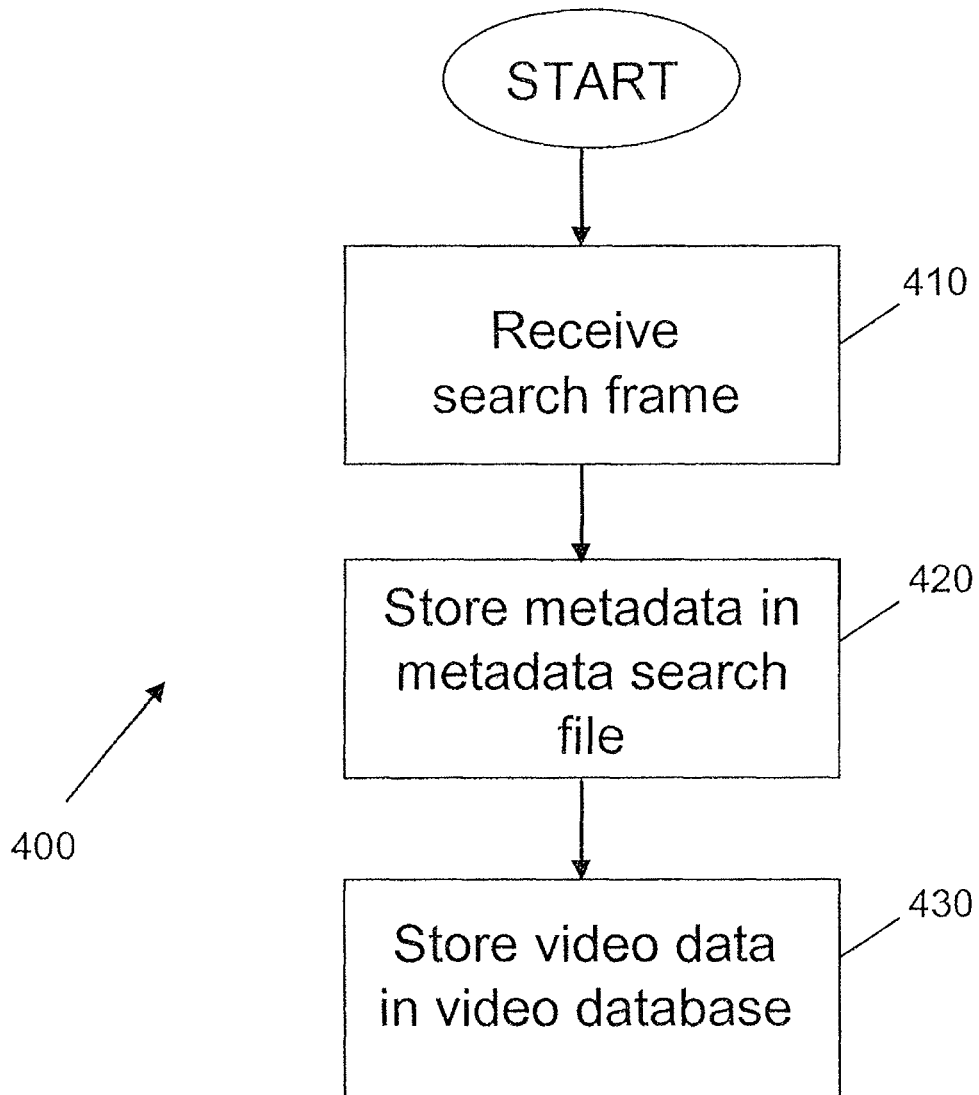 START
410
Receive
search frame
420
Store metadata in
metadata search
file
400
430
Store video data
in video database